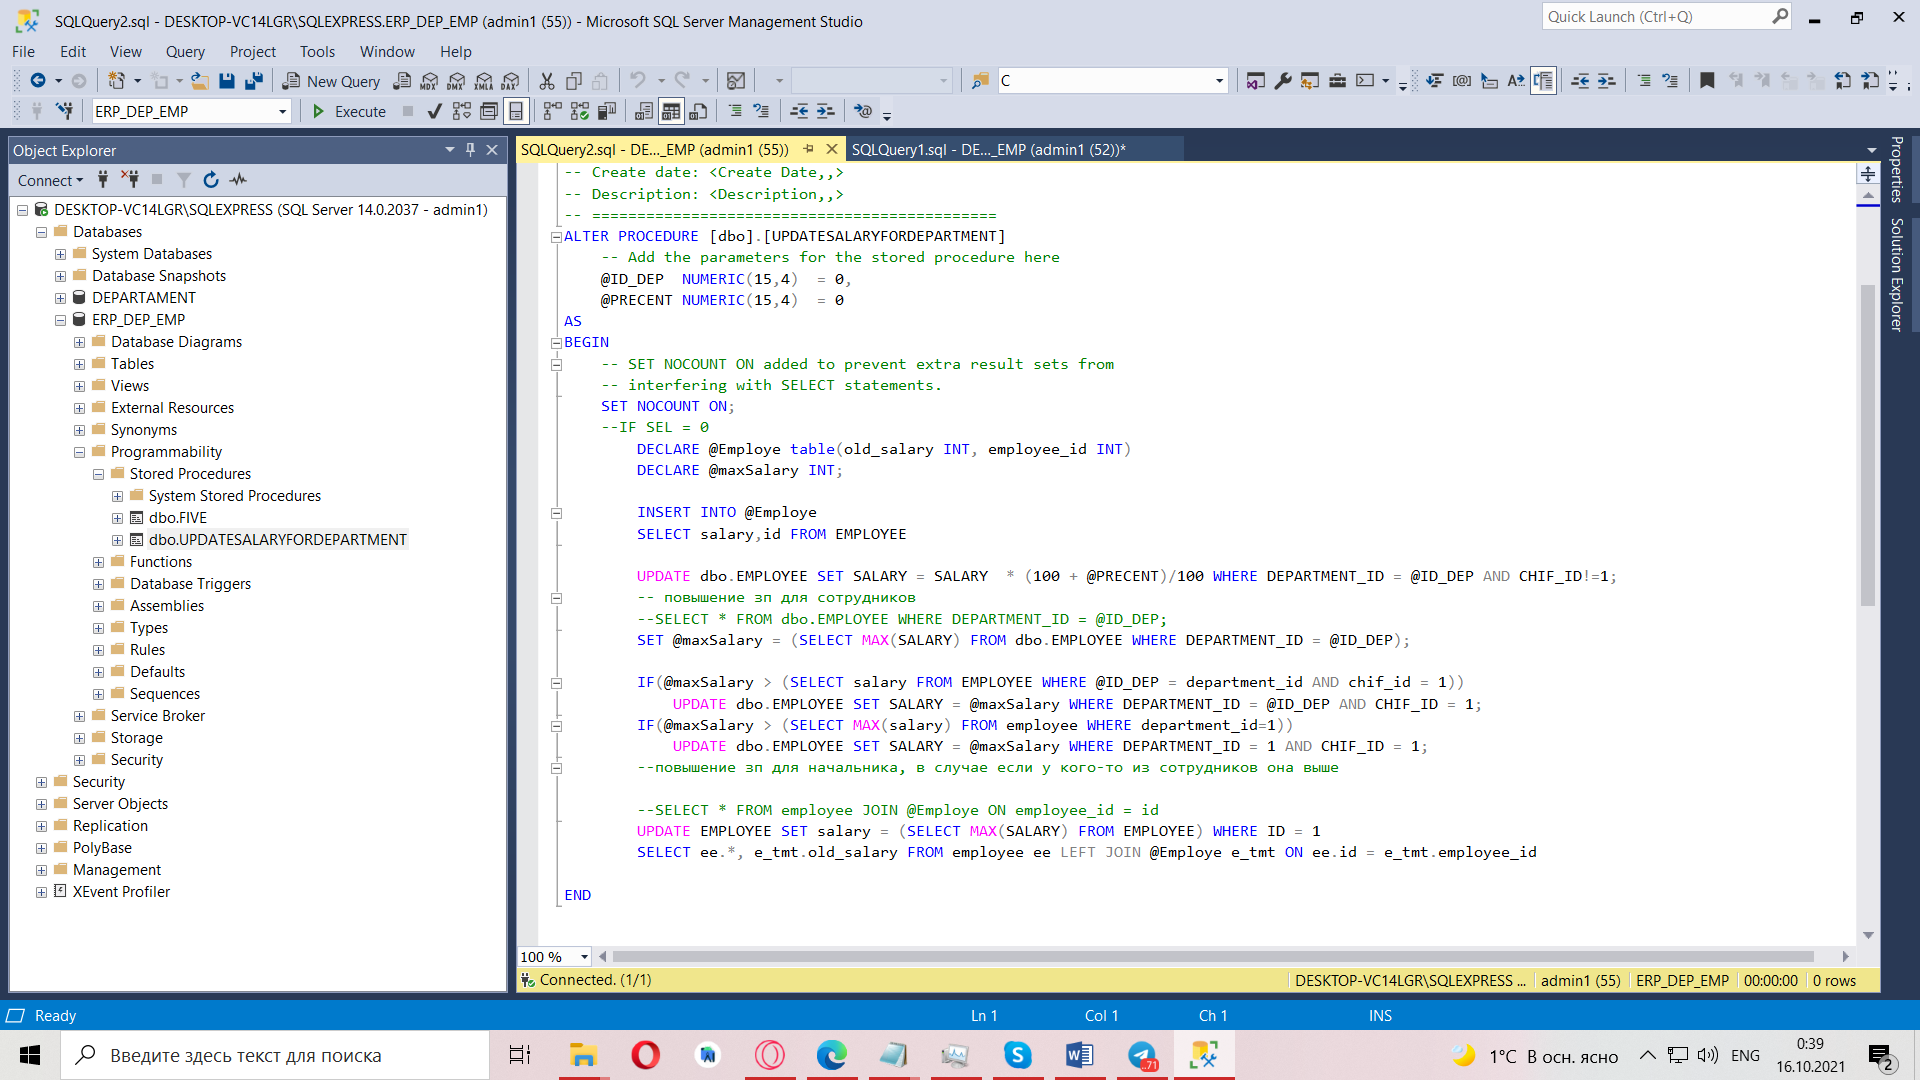 SQLQuery2.sql - DESKTOP-VC14LGR\SQLEXPRESS.ERP_DEP_EMP (admin1 (55)) - Microsoft SQL Server Management Studio
Quick Launch (Ctrl+Q)
File Edit View Query Project Tools Window Help
New Query
MDX DMX XMLA DAX
C
ERP_DEP_EMP
Execute
Object Explorer
SQLQuery2.sql - DE..._EMP (admin1 (55))
SQLQuery1.sql - DE..._EMP (admin1 (52))*
Connect
DESKTOP-VC14LGR\SQLEXPRESS (SQL Server 14.0.2037 - admin1)
Databases
System Databases
Database Snapshots
DEPARTAMENT
ERP_DEP_EMP
Database Diagrams
Tables
Views
External Resources
Synonyms
Programmability
Stored Procedures
System Stored Procedures
dbo.FIVE
dbo.UPDATESALARYFORDEPARTMENT
Functions
Database Triggers
Assemblies
Types
Rules
Defaults
Sequences
Service Broker
Storage
Security
Security
Server Objects
Replication
PolyBase
Management
XEvent Profiler
-- Create date: <Create Date,,>
-- Description: <Description,,>
-- =============================================
ALTER PROCEDURE [dbo].[UPDATESALARYFORDEPARTMENT]
-- Add the parameters for the stored procedure here
@ID_DEP  NUMERIC(15,4)  = 0,
@PRECENT NUMERIC(15,4)  = 0
AS
BEGIN
-- SET NOCOUNT ON added to prevent extra result sets from
-- interfering with SELECT statements.
SET NOCOUNT ON;
--IF SEL = 0
DECLARE @Employe table(old_salary INT, employee_id INT)
DECLARE @maxSalary INT;
INSERT INTO @Employe
SELECT salary,id FROM EMPLOYEE
UPDATE dbo.EMPLOYEE SET SALARY = SALARY  * (100 + @PRECENT)/100 WHERE DEPARTMENT_ID = @ID_DEP AND CHIF_ID!=1;
-- повышение зп для сотрудников
--SELECT * FROM dbo.EMPLOYEE WHERE DEPARTMENT_ID = @ID_DEP;
SET @maxSalary = (SELECT MAX(SALARY) FROM dbo.EMPLOYEE WHERE DEPARTMENT_ID = @ID_DEP);
IF(@maxSalary > (SELECT salary FROM EMPLOYEE WHERE @ID_DEP = department_id AND chif_id = 1))
UPDATE dbo.EMPLOYEE SET SALARY = @maxSalary WHERE DEPARTMENT_ID = @ID_DEP AND CHIF_ID = 1;
IF(@maxSalary > (SELECT MAX(salary) FROM employee WHERE department_id=1))
UPDATE dbo.EMPLOYEE SET SALARY = @maxSalary WHERE DEPARTMENT_ID = 1 AND CHIF_ID = 1;
--повышение зп для начальника, в случае если у кого-то из сотрудников она выше
--SELECT * FROM employee JOIN @Employe ON employee_id = id
UPDATE EMPLOYEE SET salary = (SELECT MAX(SALARY) FROM EMPLOYEE) WHERE ID = 1
SELECT ee.*, e_tmt.old_salary FROM employee ee LEFT JOIN @Employe e_tmt ON ee.id = e_tmt.employee_id
END
Properties
Solution Explorer
100 %
Connected. (1/1)
DESKTOP-VC14LGR\SQLEXPRESS ... admin1 (55) ERP_DEP_EMP 00:00:00 0 rows
Ready
Ln 1 Col 1 Ch 1 INS
Введите здесь текст для поиска
..71
1°C В осн. ясно
ENG
0:39
16.10.2021
2